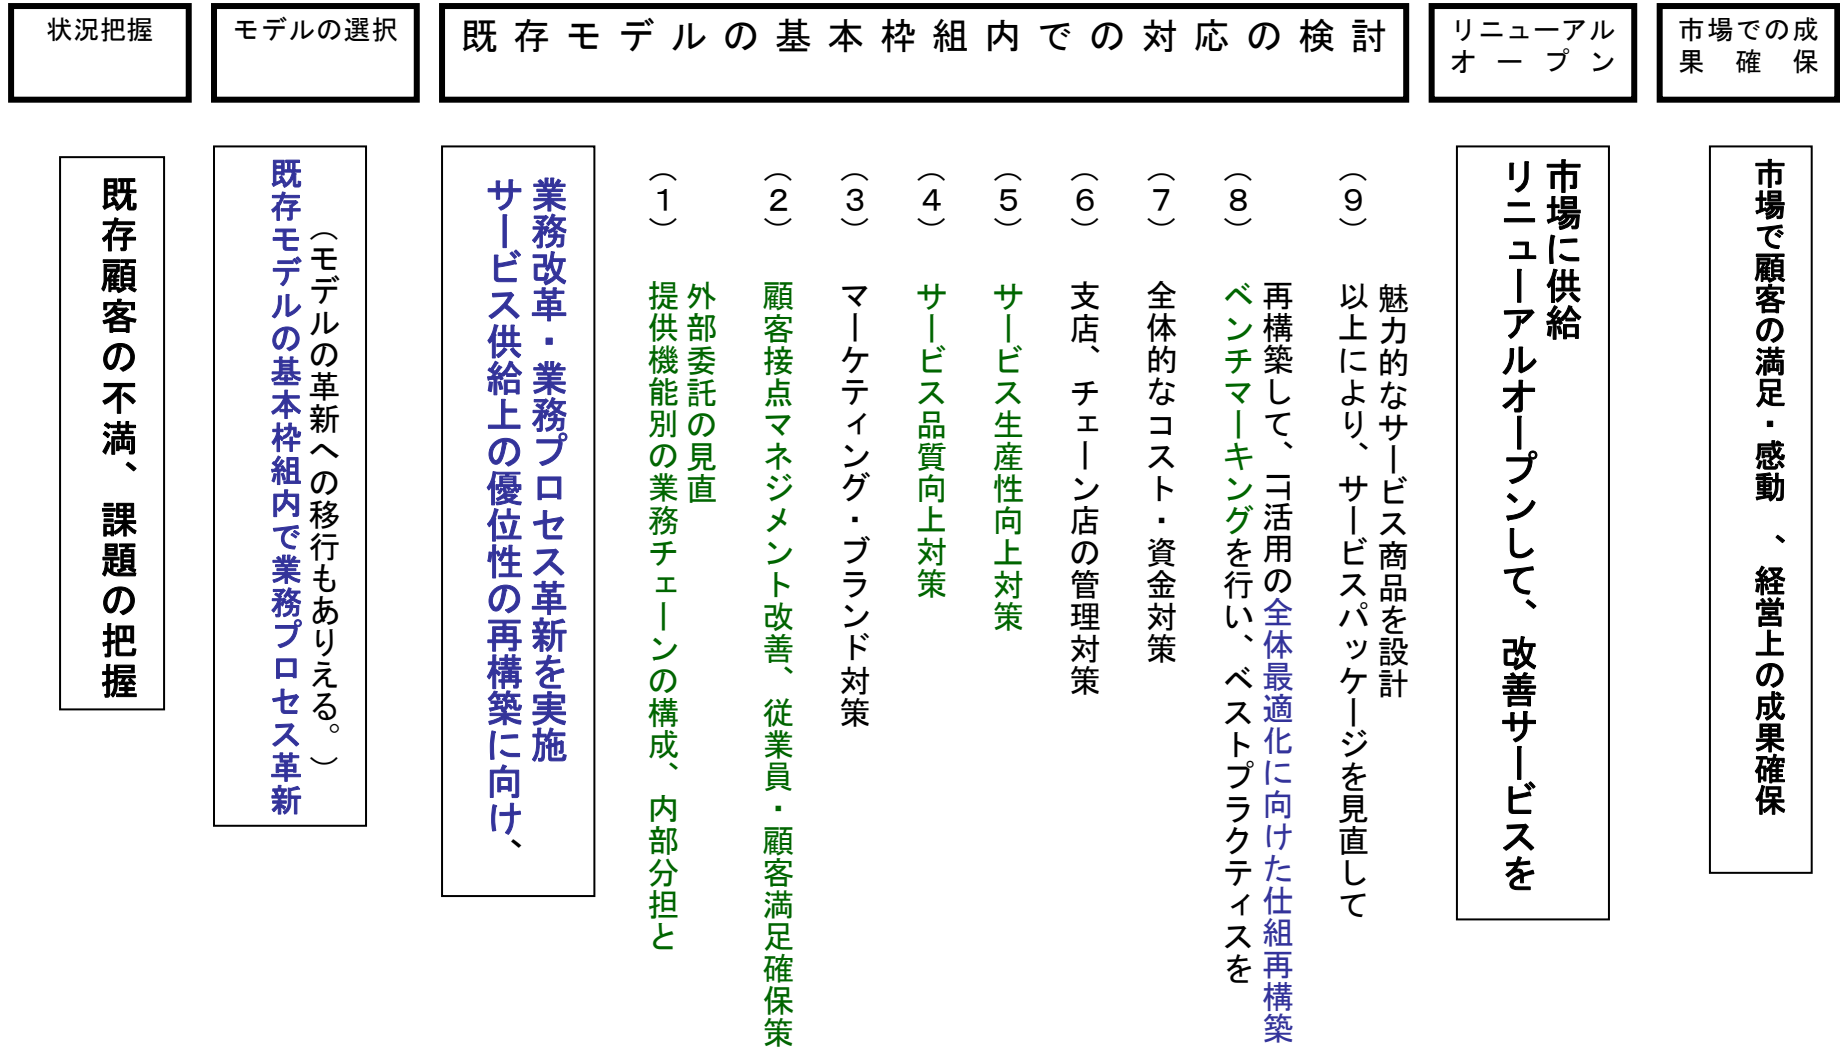 状況把握
モデルの選択
既存モデルの基本枠組内での対応の検討
リニューアル
オープン
市場での成
果確保
既存顧客の不満、課題の把握
既存モデルの基本枠組内で業務プロセス革新
（モデルの革新への移行もありえる。）
サービス供給上の優位性の再構築に向け、
業務改革・業務プロセス革新を実施
（1） 提供機能別の業務チェーンの構成、内部分担と
外部委託の見直
（2） 顧客接点マネジメント改善、従業員・顧客満足確保策
（3） マーケティング・ブランド対策
（4） サービス品質向上対策
（5） サービス生産性向上対策
（6） 支店、チェーン店の管理対策
（7） 全体的なコスト・資金対策
（8） ベンチマーキングを行い、ベストプラクティスを
再構築して、IT活用の全体最適化に向けた仕組再構築
（9） 以上により、サービスパッケージを見直して
魅力的なサービス商品を設計
リニューアルオープンして、改善サービスを
市場に供給
市場で顧客の満足・感動、経営上の成果確保